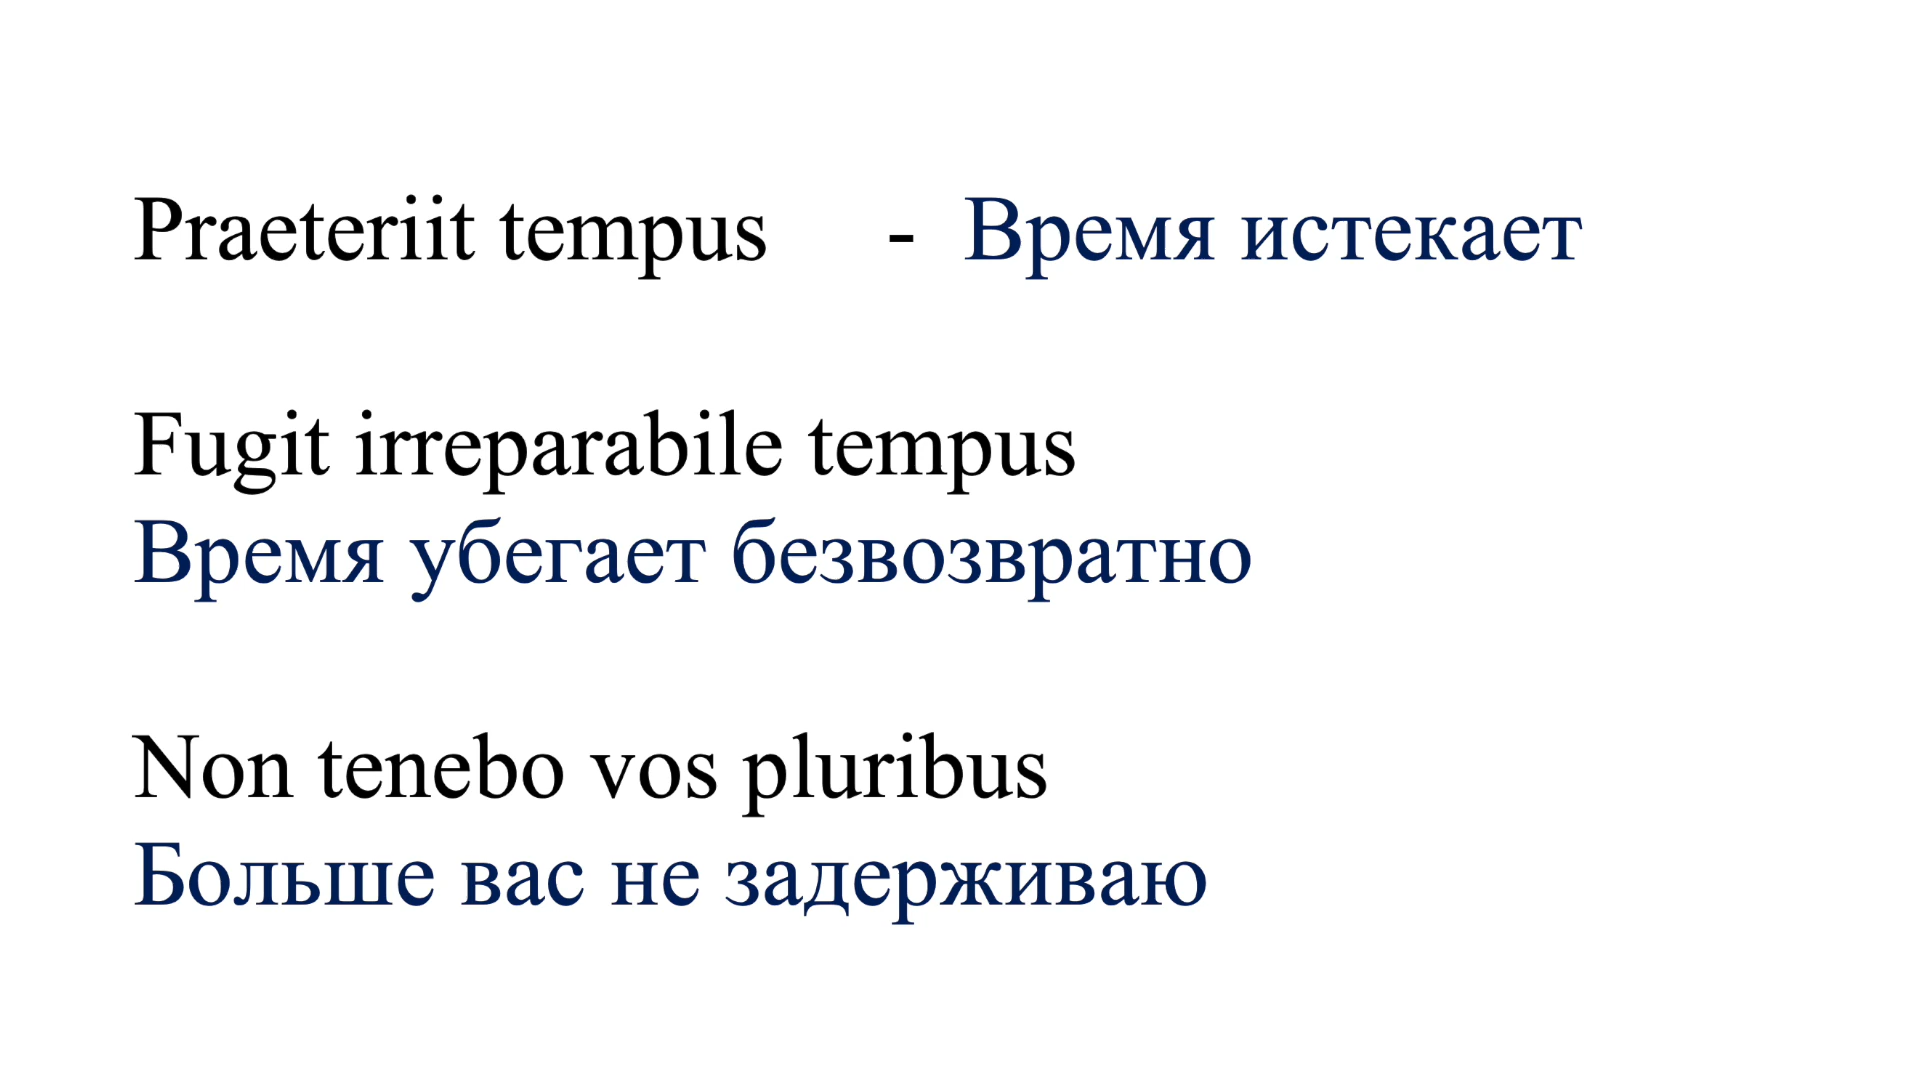 Praeteriit tempus - Время истекает
Fugit irreparabile tempus
Время убегает безвозвратно
Non tenebo vos pluribus
Больше вас не задерживаю